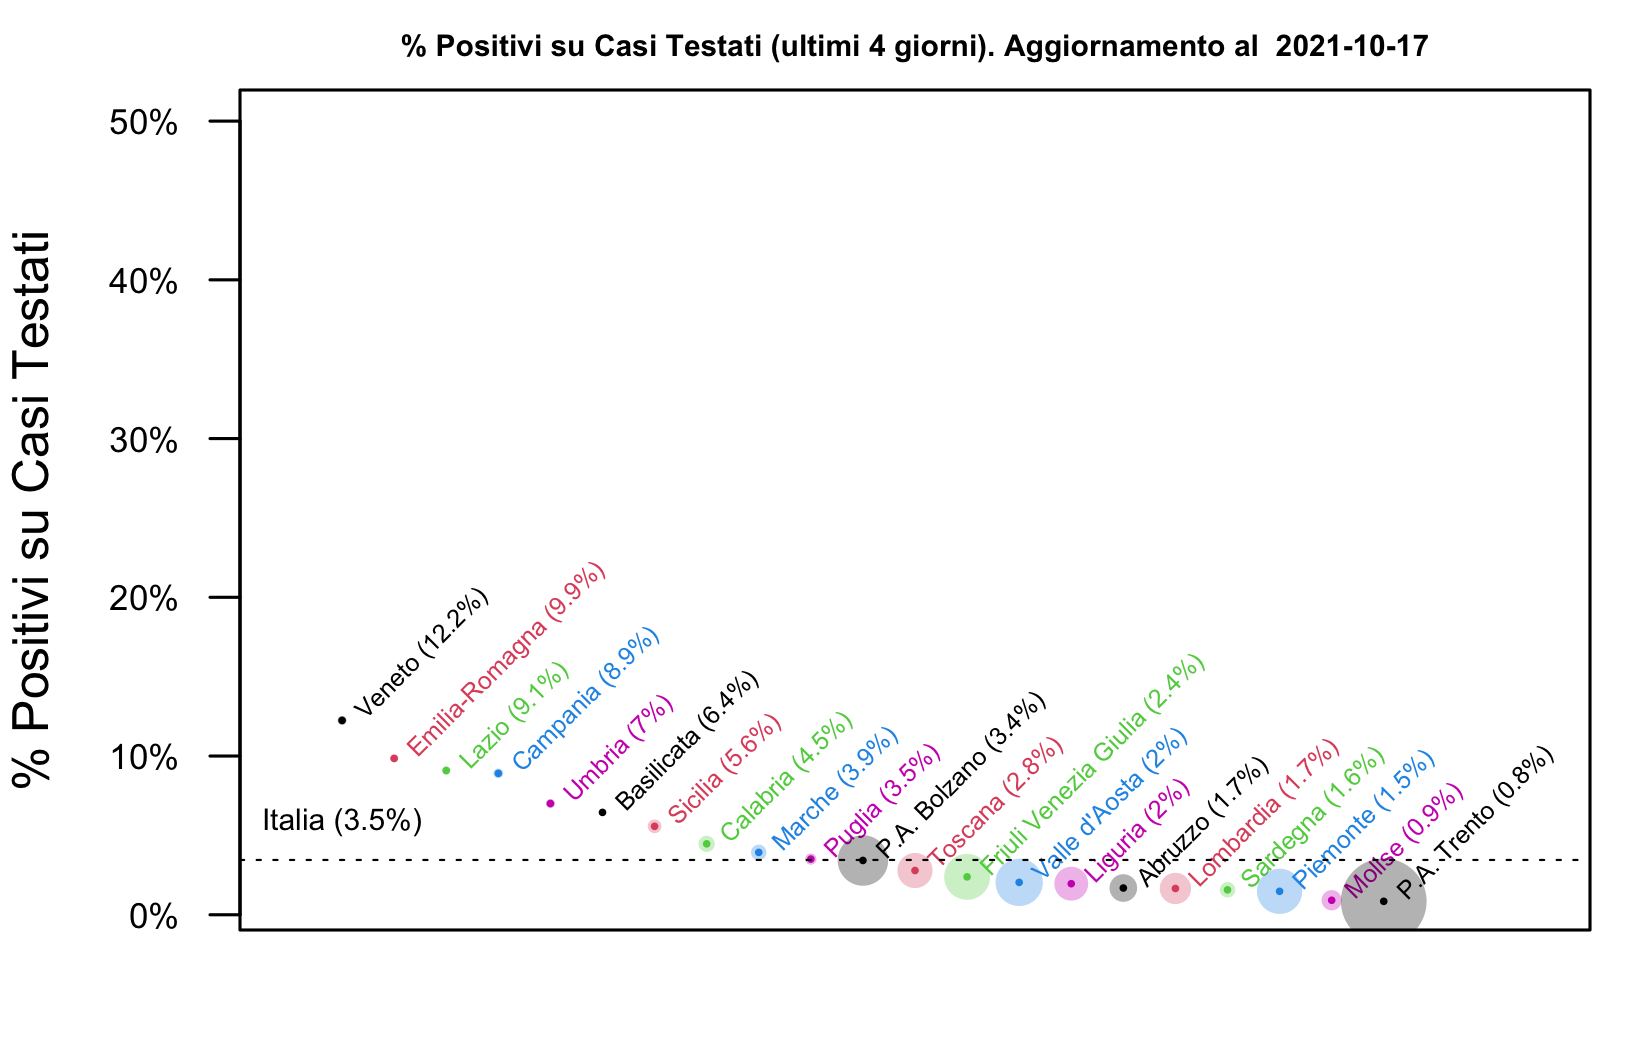 % Positivi su Casi Testati (ultimi 4 giorni). Aggiornamento al  2021-10-17
% Positivi su Casi Testati
50%
40%
30%
20%
10%
0%
Italia (3.5%)
Veneto (12.2%)
Emilia-Romagna (9.9%)
Lazio (9.1%)
Campania (8.9%)
Umbria (7%)
Basilicata (6.4%)
Sicilia (5.6%)
Calabria (4.5%)
Marche (3.9%)
Puglia (3.5%)
P.A. Bolzano (3.4%)
Toscana (2.8%)
Friuli Venezia Giulia (2.4%)
Valle d'Aosta (2%)
Liguria (2%)
Abruzzo (1.7%)
Lombardia (1.7%)
Sardegna (1.6%)
Piemonte (1.5%)
Molise (0.9%)
P.A. Trento (0.8%)